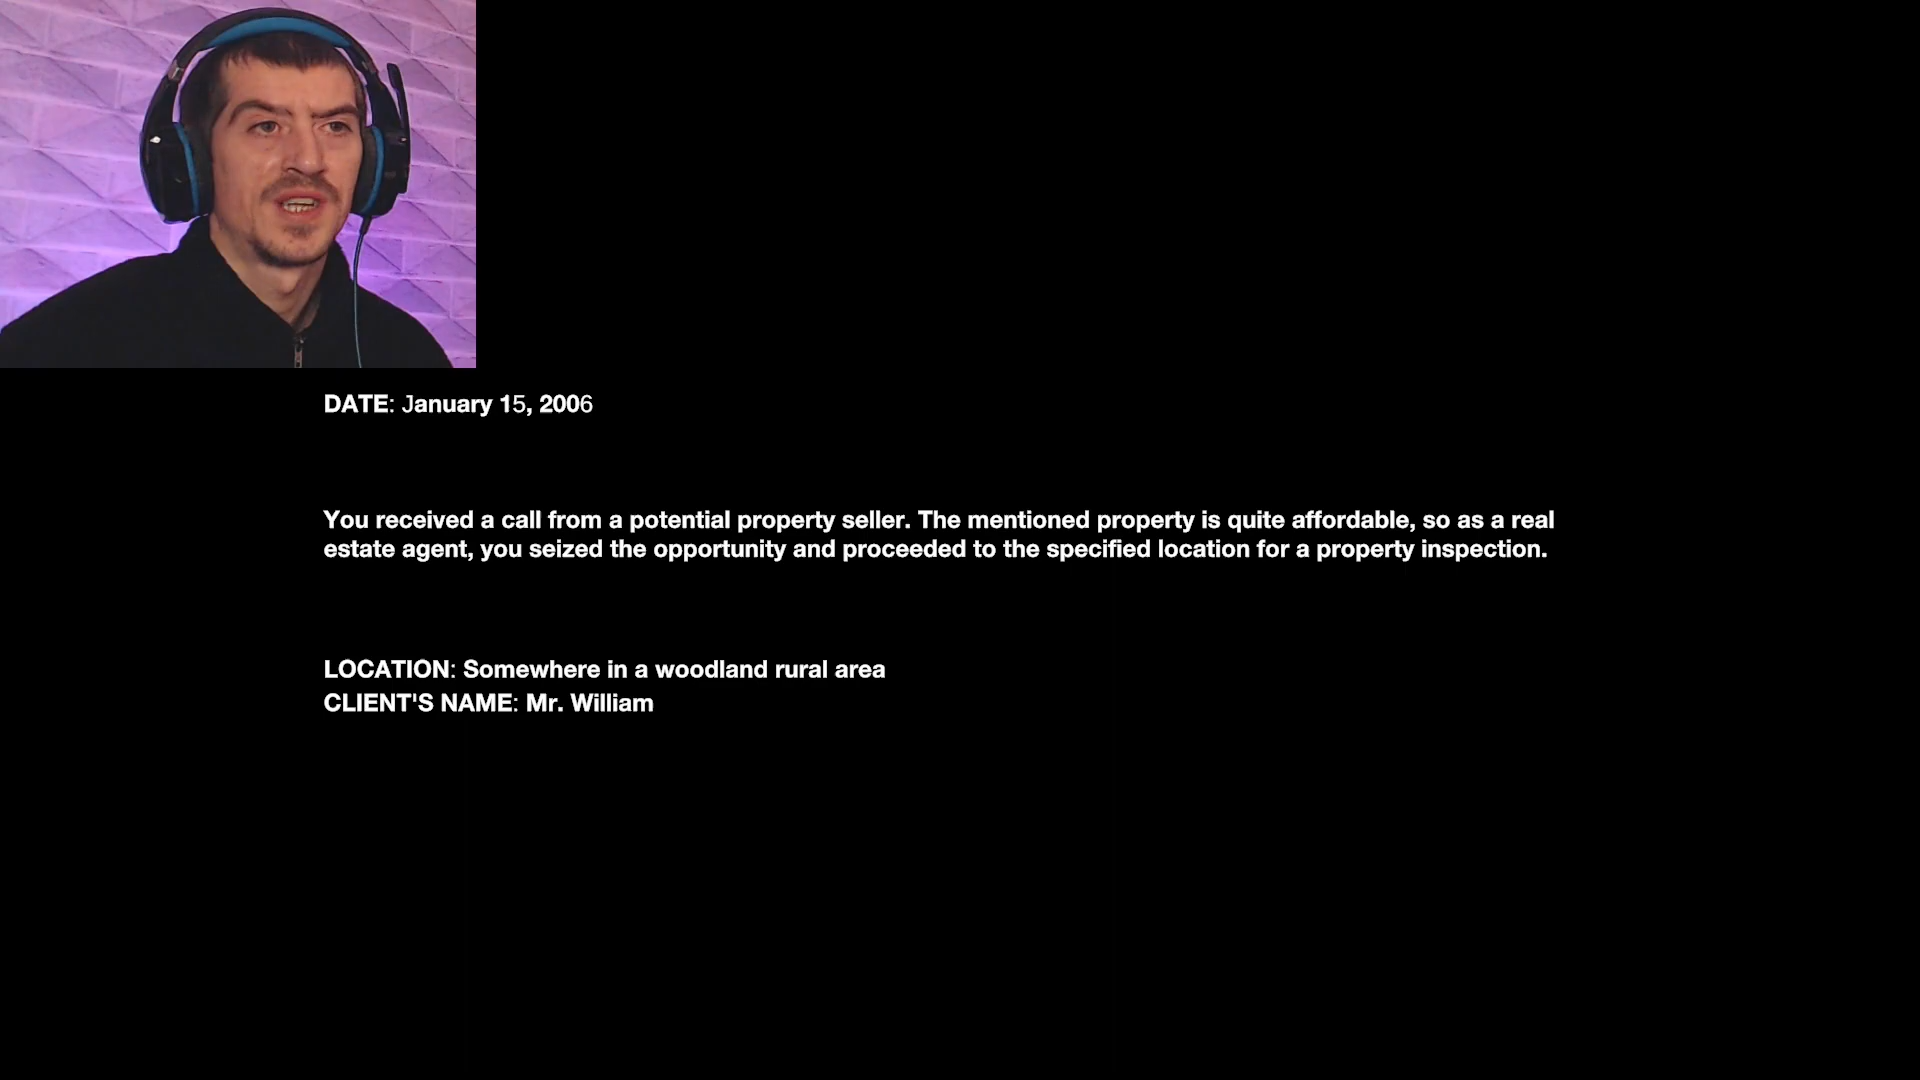 DATE: January 15, 2006
You received a call from a potential property seller. The mentioned property is quite affordable, so as a real
estate agent, you seized the opportunity and proceeded to the specified location for a property inspection.
LOCATION: Somewhere in a woodland rural area
CLIENT'S NAME: Mr. William